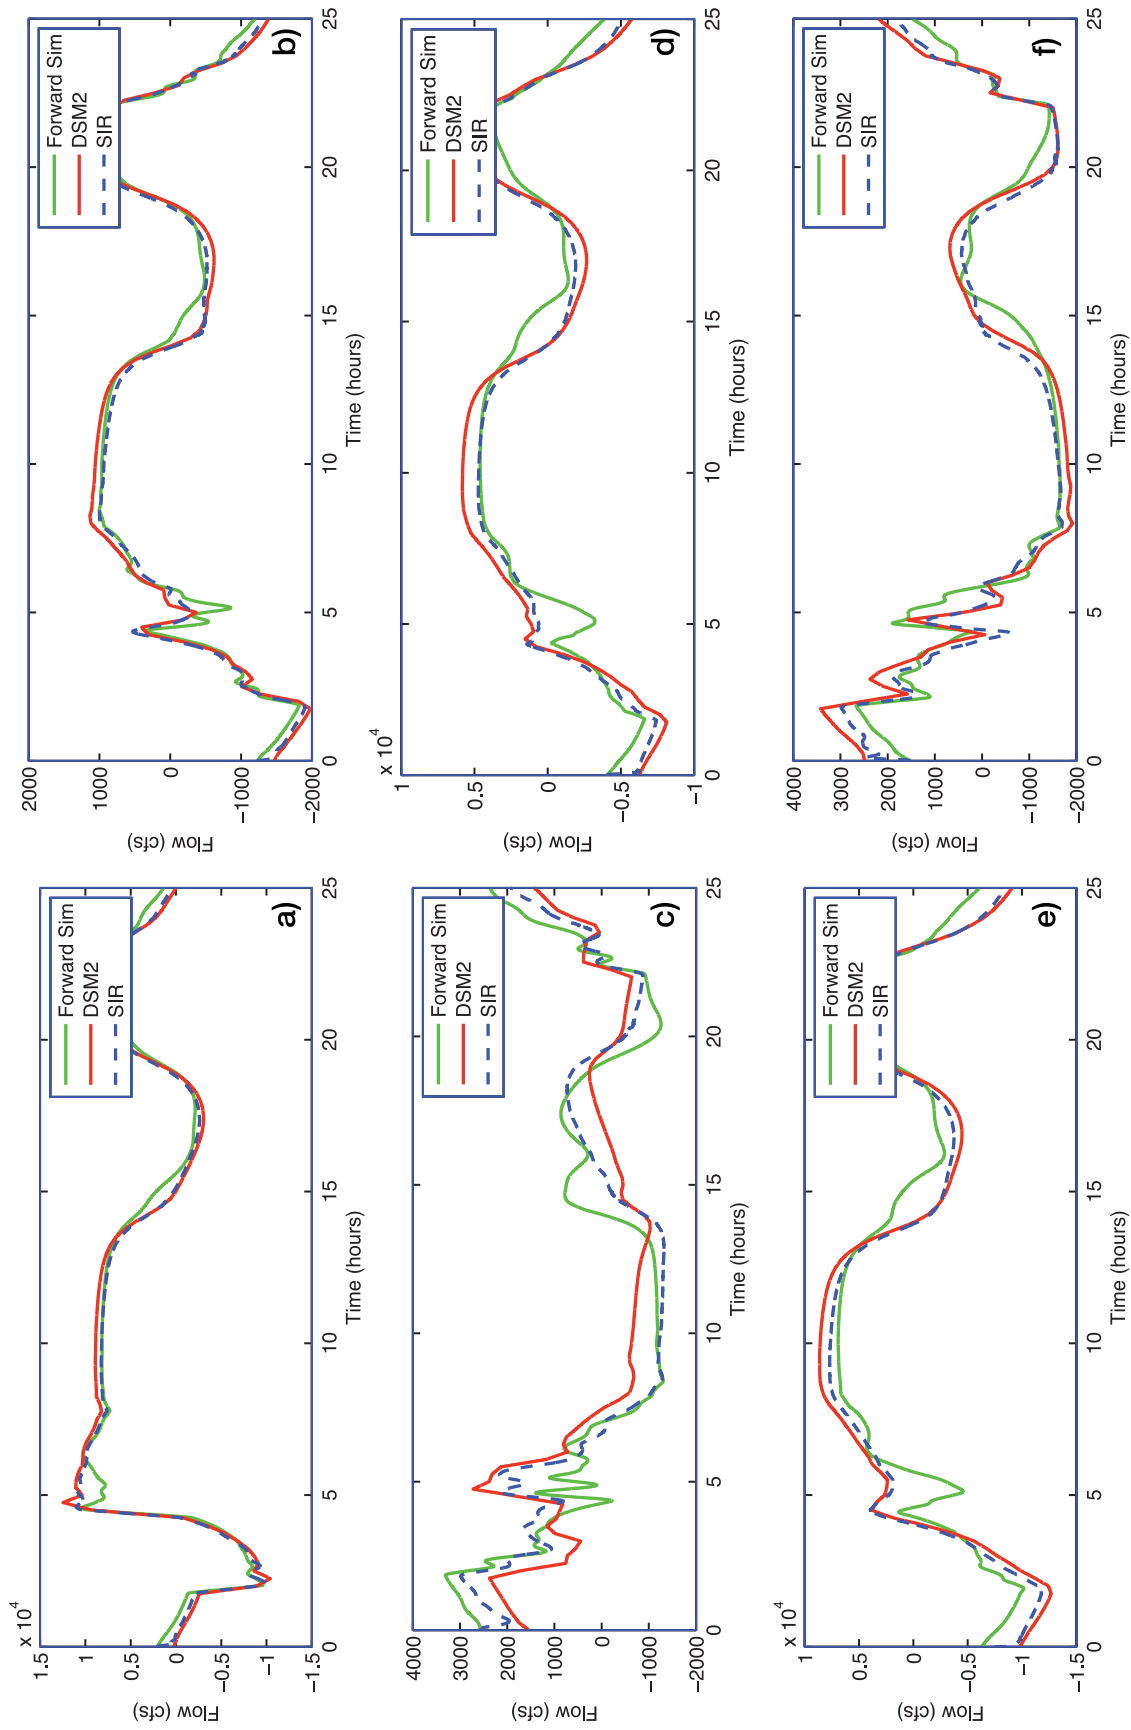 x 10^4
1.5
1
0.5
0
−0.5
−1
−1.5
Flow (cfs)
0
5
10
15
20
25
Time (hours)
Forward Sim
DSM2
SIR
a)
2000
1000
0
−1000
−2000
Flow (cfs)
0
5
10
15
20
25
Time (hours)
Forward Sim
DSM2
SIR
b)
4000
3000
2000
1000
0
−1000
−2000
Flow (cfs)
0
5
10
15
20
25
Time (hours)
Forward Sim
DSM2
SIR
c)
x 10^4
1
0.5
0
−0.5
−1
Flow (cfs)
0
5
10
15
20
25
Time (hours)
Forward Sim
DSM2
SIR
d)
x 10^4
1
0.5
0
−0.5
−1
−1.5
Flow (cfs)
0
5
10
15
20
25
Time (hours)
Forward Sim
DSM2
SIR
e)
4000
3000
2000
1000
0
−1000
−2000
Flow (cfs)
0
5
10
15
20
25
Time (hours)
Forward Sim
DSM2
SIR
f)